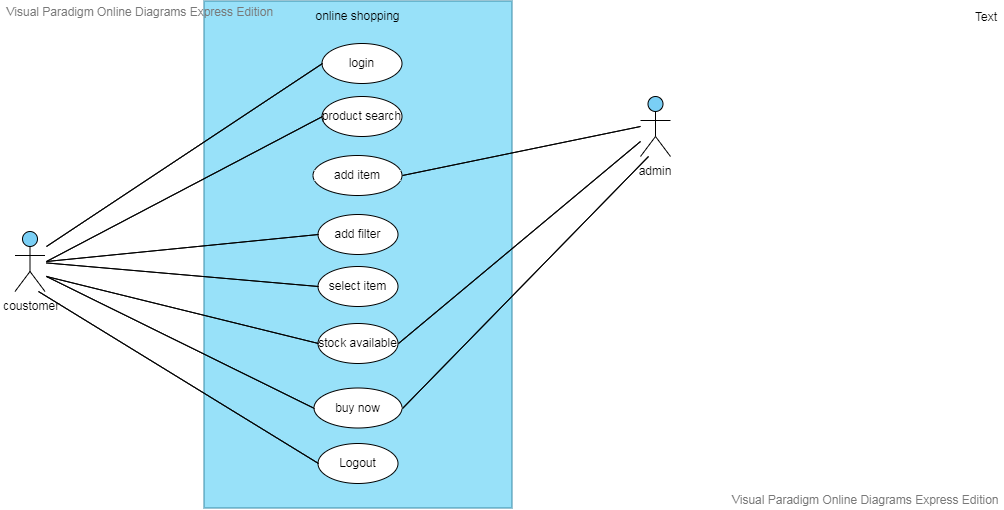 Visual Paradigm Online Diagrams Express Edition
online shopping
Text
login
product search
add item
admin
add filter
select item
coustomer
stock available
buy now
Logout
Visual Paradigm Online Diagrams Express Edition